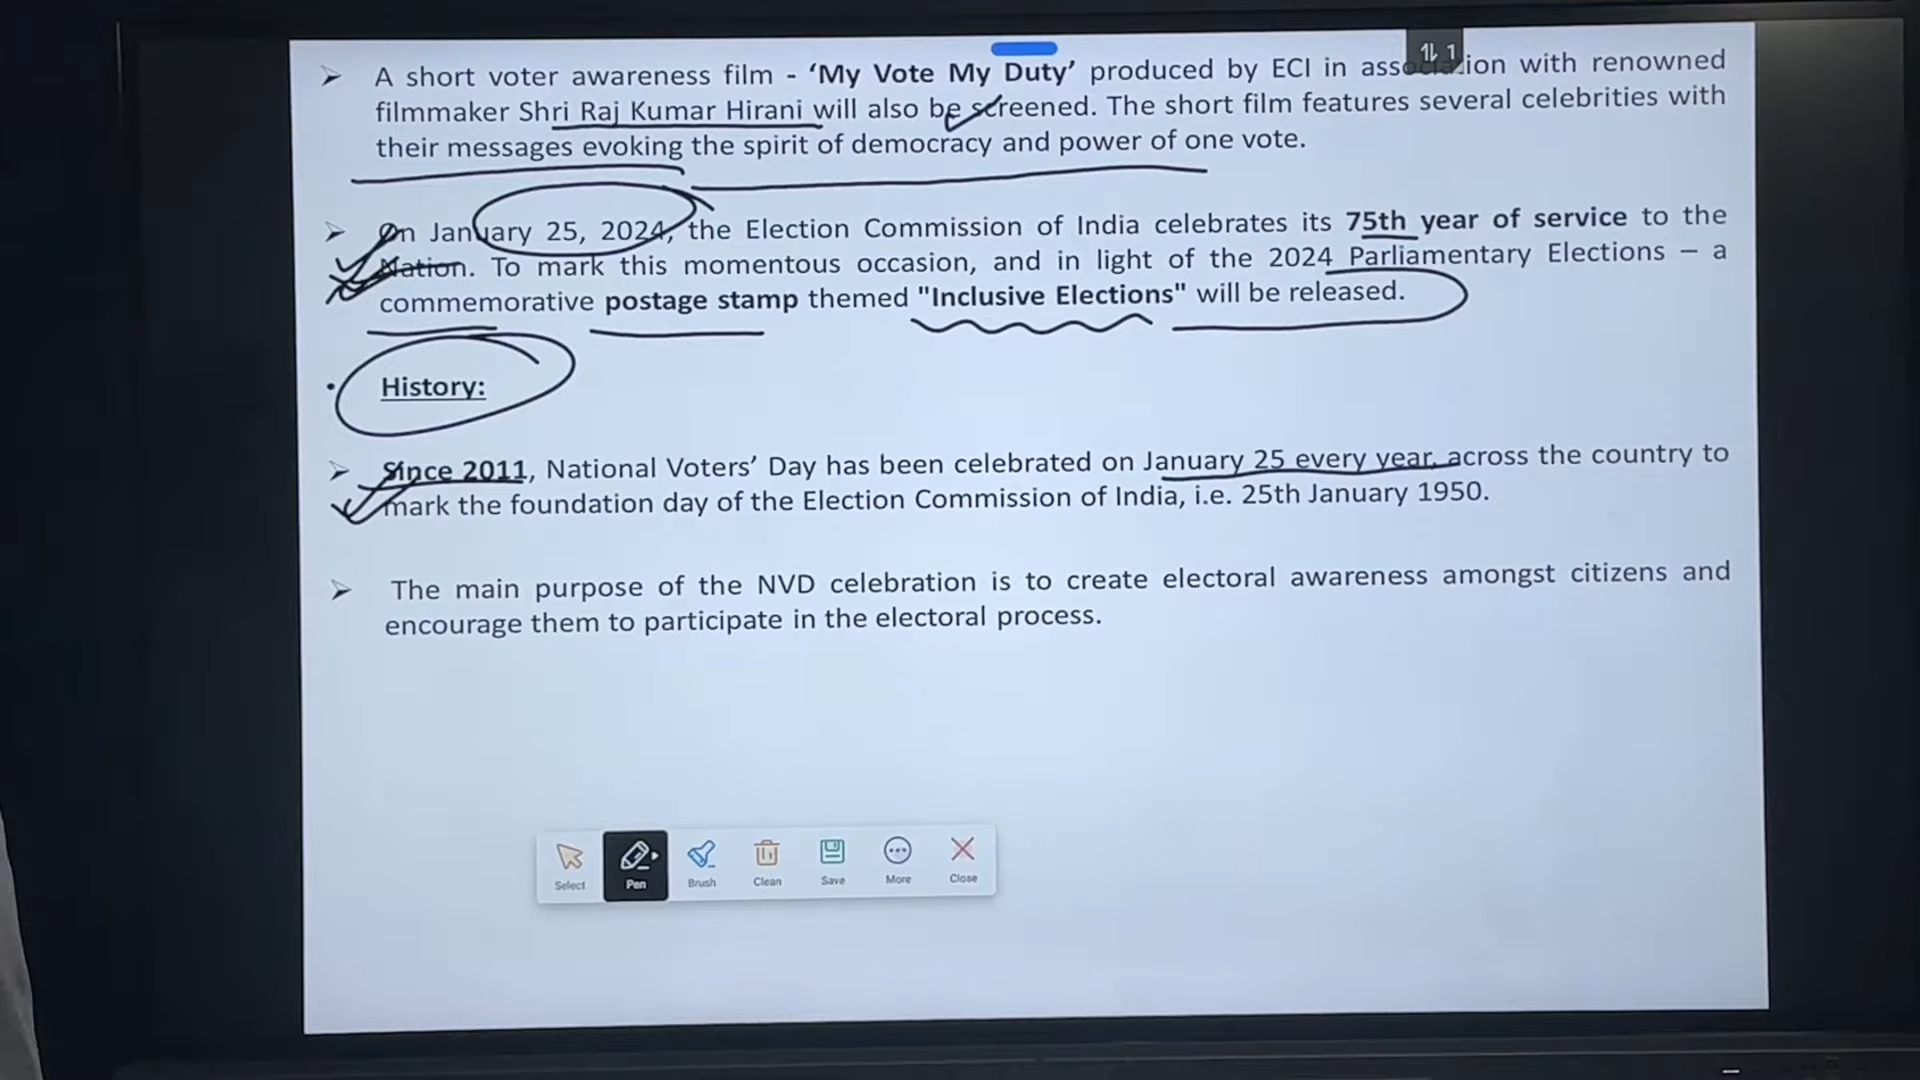 ➢ A short voter awareness film - ‘My Vote My Duty’ produced by ECI in association with renowned
filmmaker Shri Raj Kumar Hirani will also be screened. The short film features several celebrities with
their messages evoking the spirit of democracy and power of one vote.
➢ On January 25, 2024, the Election Commission of India celebrates its 75th year of service to the
Nation. To mark this momentous occasion, and in light of the 2024 Parliamentary Elections – a
commemorative postage stamp themed "Inclusive Elections" will be released.
• History:
➢ Since 2011, National Voters’ Day has been celebrated on January 25 every year, across the country to
mark the foundation day of the Election Commission of India, i.e. 25th January 1950.
➢ The main purpose of the NVD celebration is to create electoral awareness amongst citizens and
encourage them to participate in the electoral process.
1
Select Pen Brush Clean Save More Close